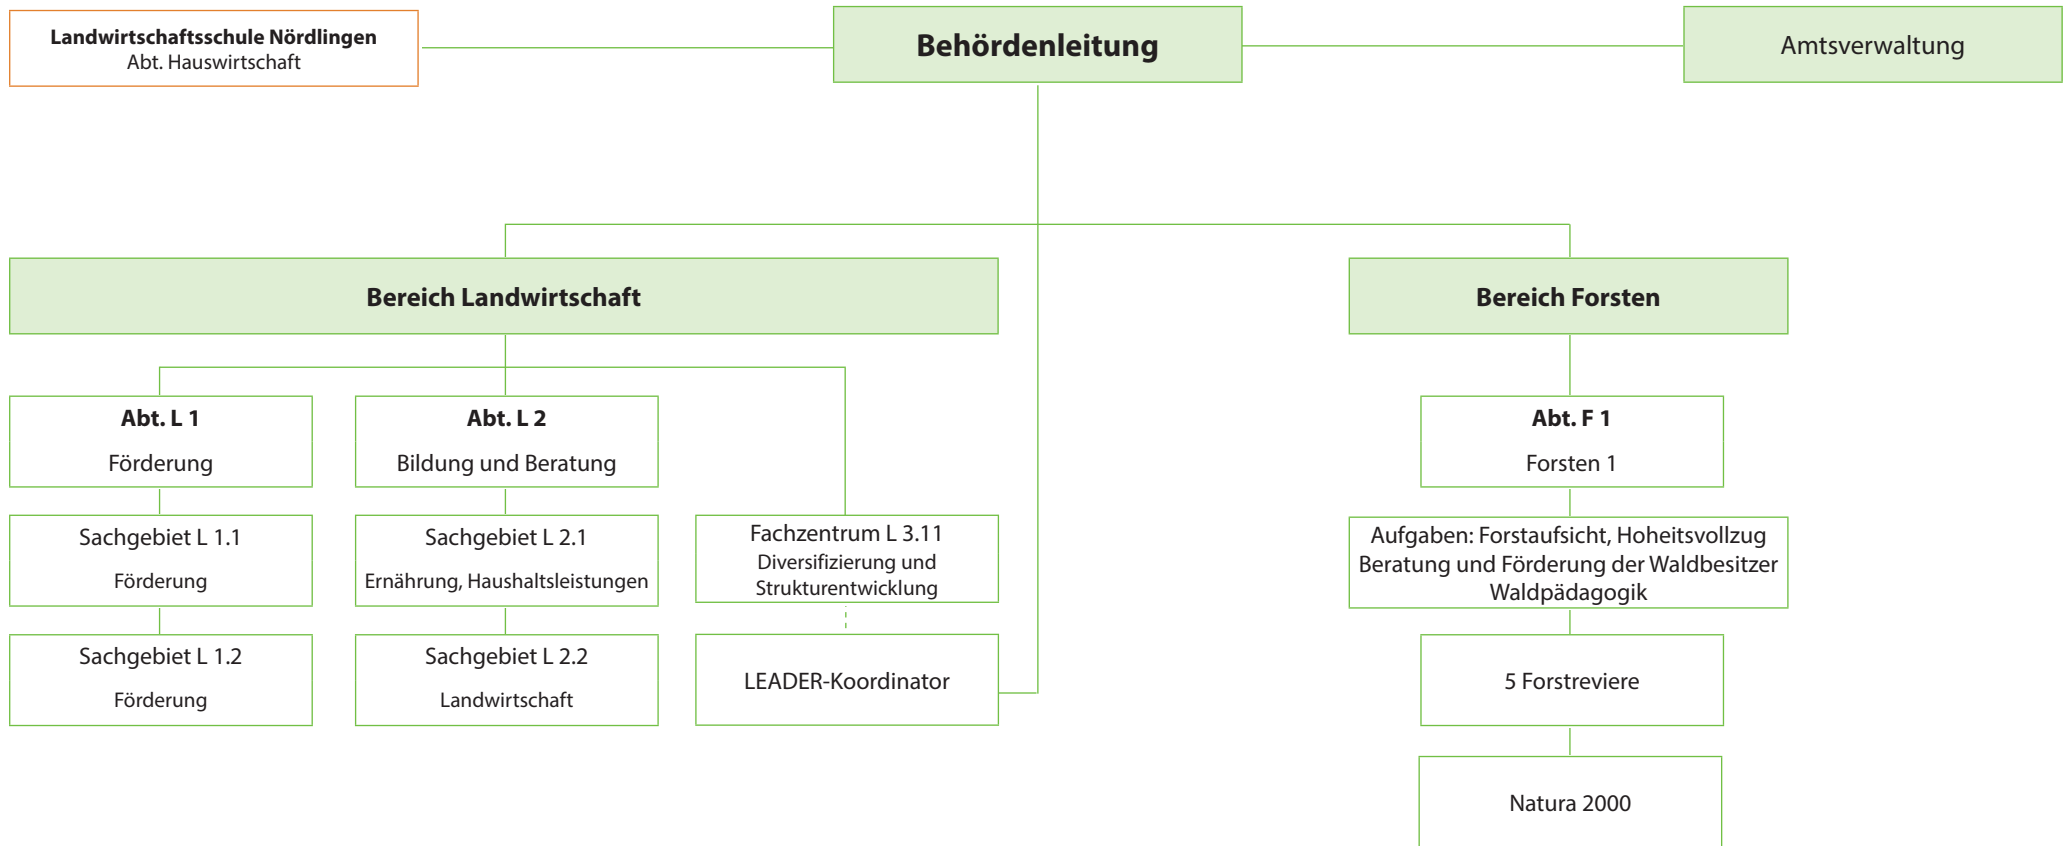 Landwirtschaftsschule Nördlingen
Abt. Hauswirtschaft
Behördenleitung
Amtsverwaltung
Bereich Landwirtschaft
Bereich Forsten
Abt. L 1
Förderung
Abt. L 2
Bildung und Beratung
Abt. F 1
Forsten 1
Sachgebiet L 1.1
Förderung
Sachgebiet L 2.1
Ernährung, Haushaltsleistungen
Fachzentrum L 3.11
Diversifizierung und
Strukturentwicklung
Aufgaben: Forstaufsicht, Hoheitsvollzug
Beratung und Förderung der Waldbesitzer
Waldpädagogik
Sachgebiet L 1.2
Förderung
Sachgebiet L 2.2
Landwirtschaft
LEADER-Koordinator
5 Forstreviere
Natura 2000